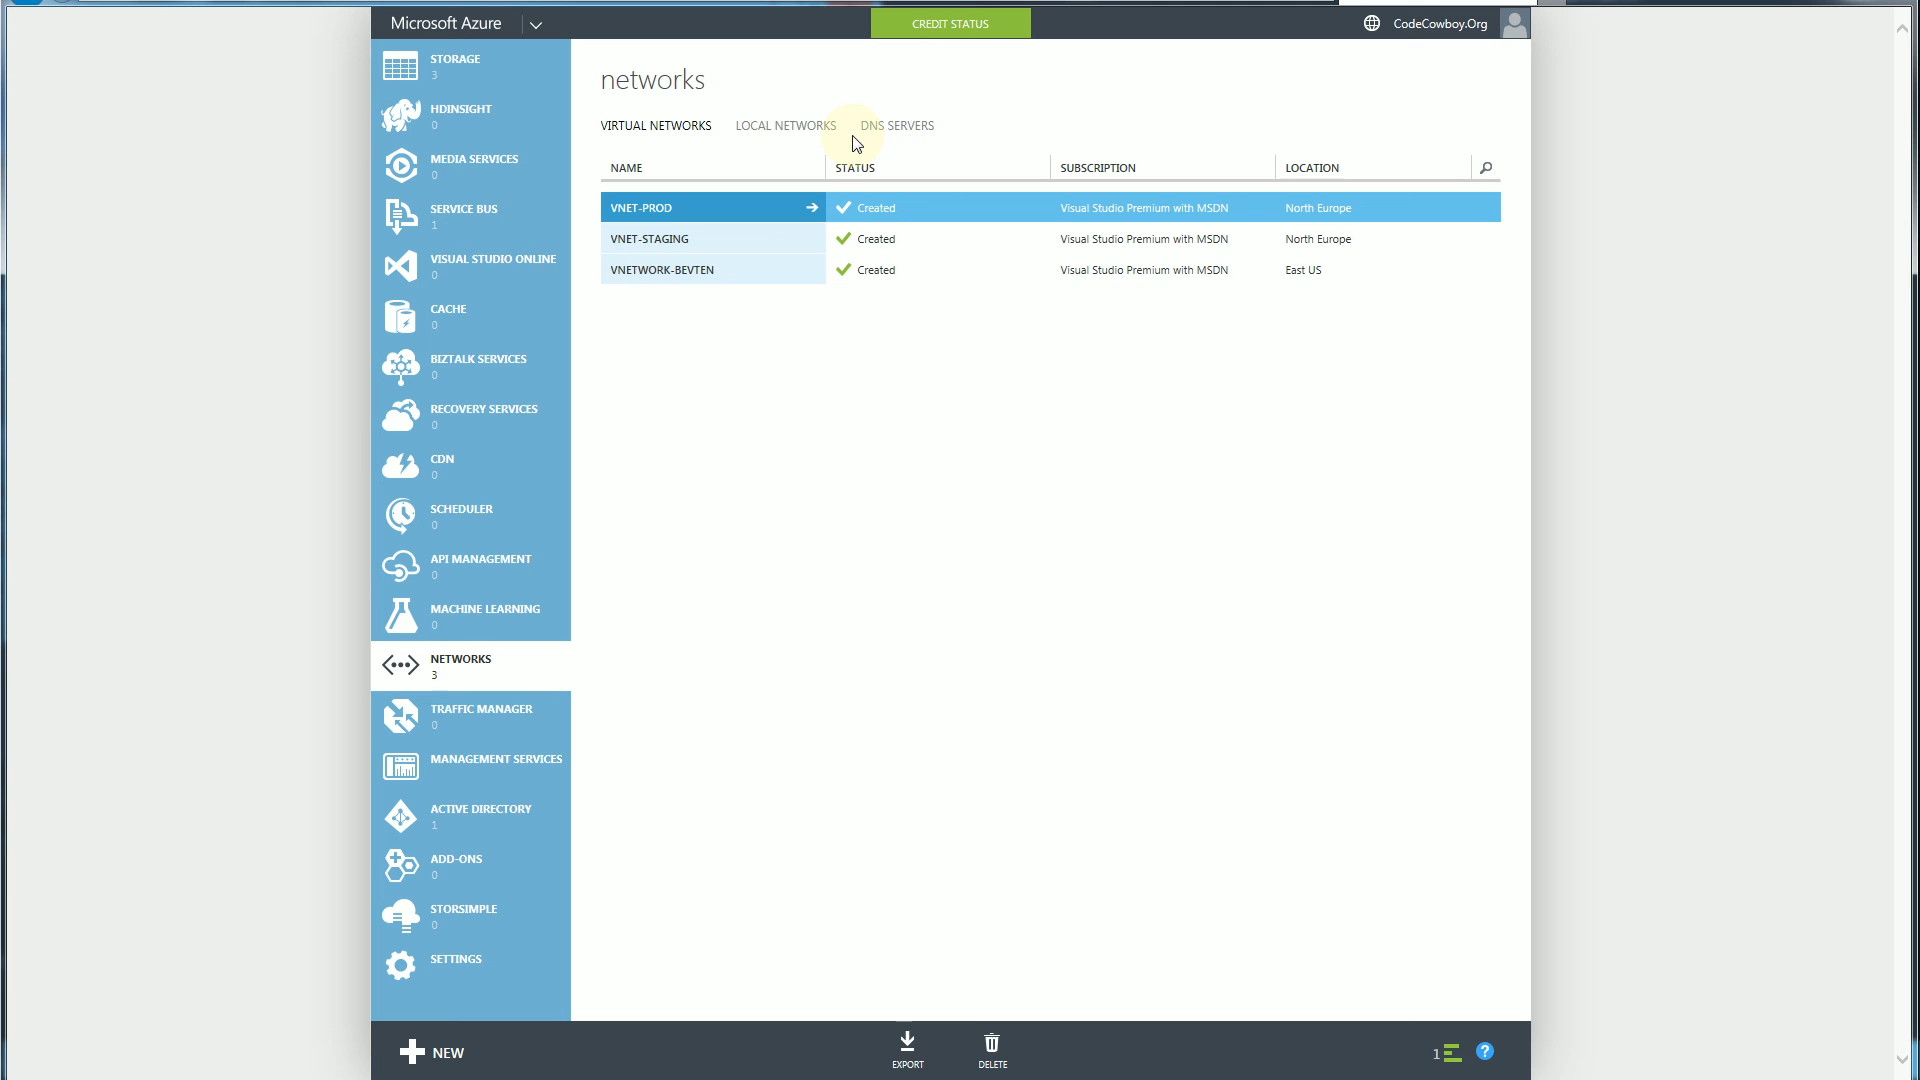 Microsoft Azure
CREDIT STATUS
CodeCowboy.Org
STORAGE
3
HDINSIGHT
0
MEDIA SERVICES
0
SERVICE BUS
1
VISUAL STUDIO ONLINE
0
CACHE
0
BIZTALK SERVICES
0
RECOVERY SERVICES
0
CDN
0
SCHEDULER
0
API MANAGEMENT
0
MACHINE LEARNING
0
NETWORKS
3
TRAFFIC MANAGER
0
MANAGEMENT SERVICES
ACTIVE DIRECTORY
1
ADD-ONS
0
STORSIMPLE
0
SETTINGS
networks
VIRTUAL NETWORKS LOCAL NETWORKS DNS SERVERS
NAME STATUS SUBSCRIPTION LOCATION
VNET-PROD Created Visual Studio Premium with MSDN North Europe
VNET-STAGING Created Visual Studio Premium with MSDN North Europe
VNETWORK-BEVTEN Created Visual Studio Premium with MSDN East US
NEW
EXPORT
DELETE
1
?